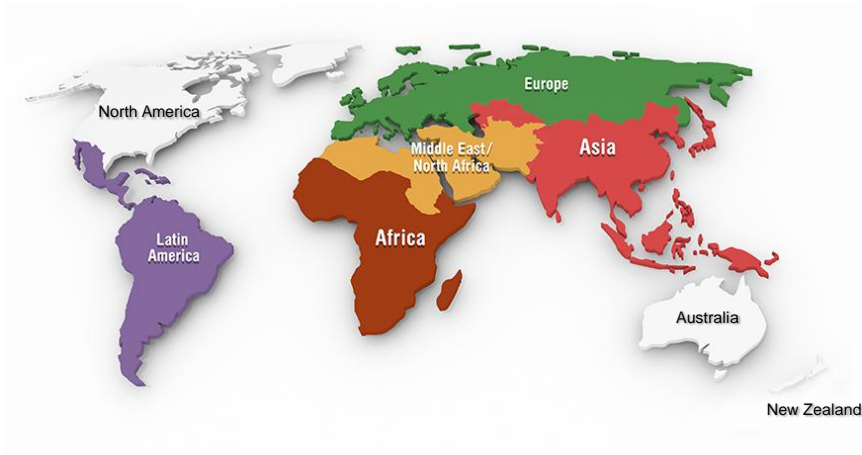 Europe
North America
Middle East/
North Africa
Asia
Latin
America
Africa
Australia
New Zealand